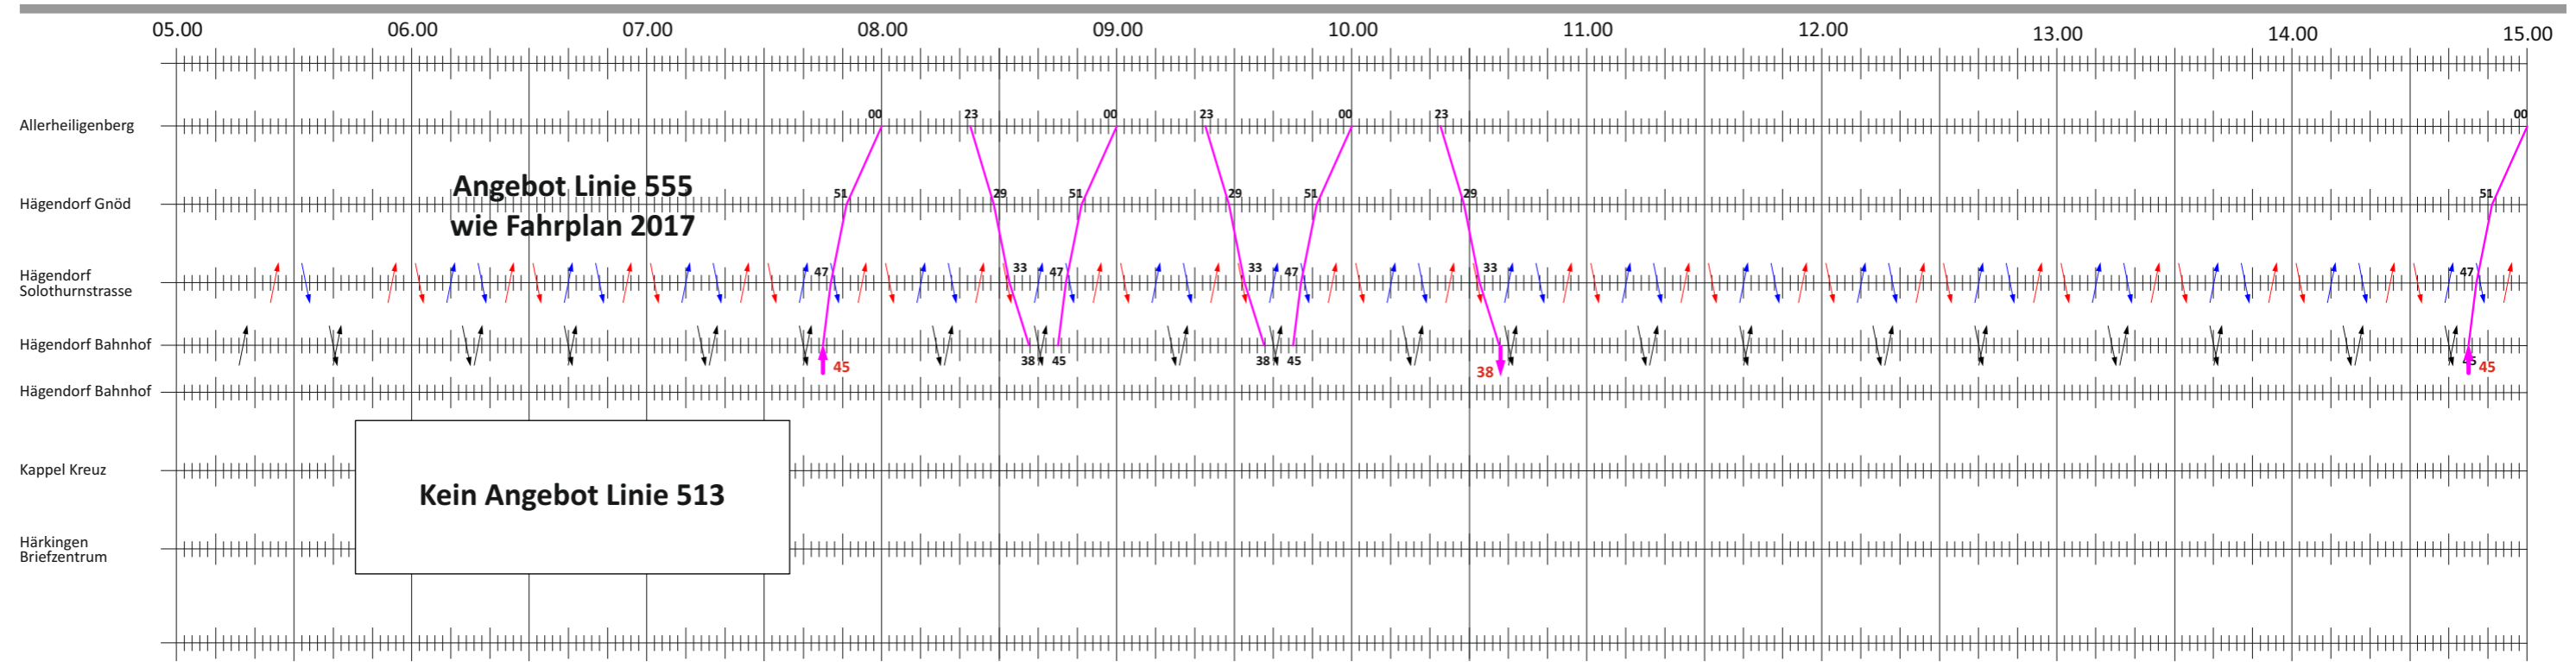 05.00 06.00 07.00 08.00 09.00 10.00 11.00 12.00 13.00 14.00 15.00
Allerheiligenberg
00 23 00 23 00 23 00
Angebot Linie 555
wie Fahrplan 2017
Hägendorf Gnöd
51 29 51 29 51 29 51
Hägendorf
Solothurnstrasse
47 33 47 33 47 33 47
Hägendorf Bahnhof
45 38 45 38 45 38 45 45
Hägendorf Bahnhof
Kappel Kreuz
Kein Angebot Linie 513
Härkingen
Briefzentrum